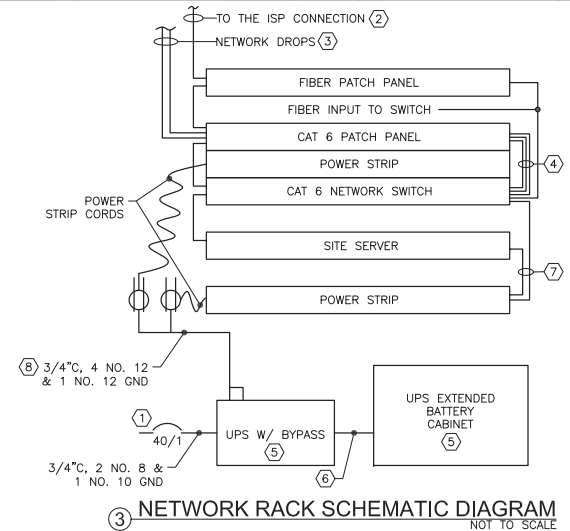 TO THE ISP CONNECTION 2
NETWORK DROPS 3
FIBER PATCH PANEL
FIBER INPUT TO SWITCH
CAT 6 PATCH PANEL
POWER STRIP
4
CAT 6 NETWORK SWITCH
POWER
STRIP CORDS
SITE SERVER
7
POWER STRIP
8 3/4"C, 4 NO. 12
& 1 NO. 12 GND
1
40/1
UPS W/ BYPASS
5
6
UPS EXTENDED
BATTERY
CABINET
5
3/4"C, 2 NO. 8 &
1 NO. 10 GND
3 NETWORK RACK SCHEMATIC DIAGRAM
NOT TO SCALE